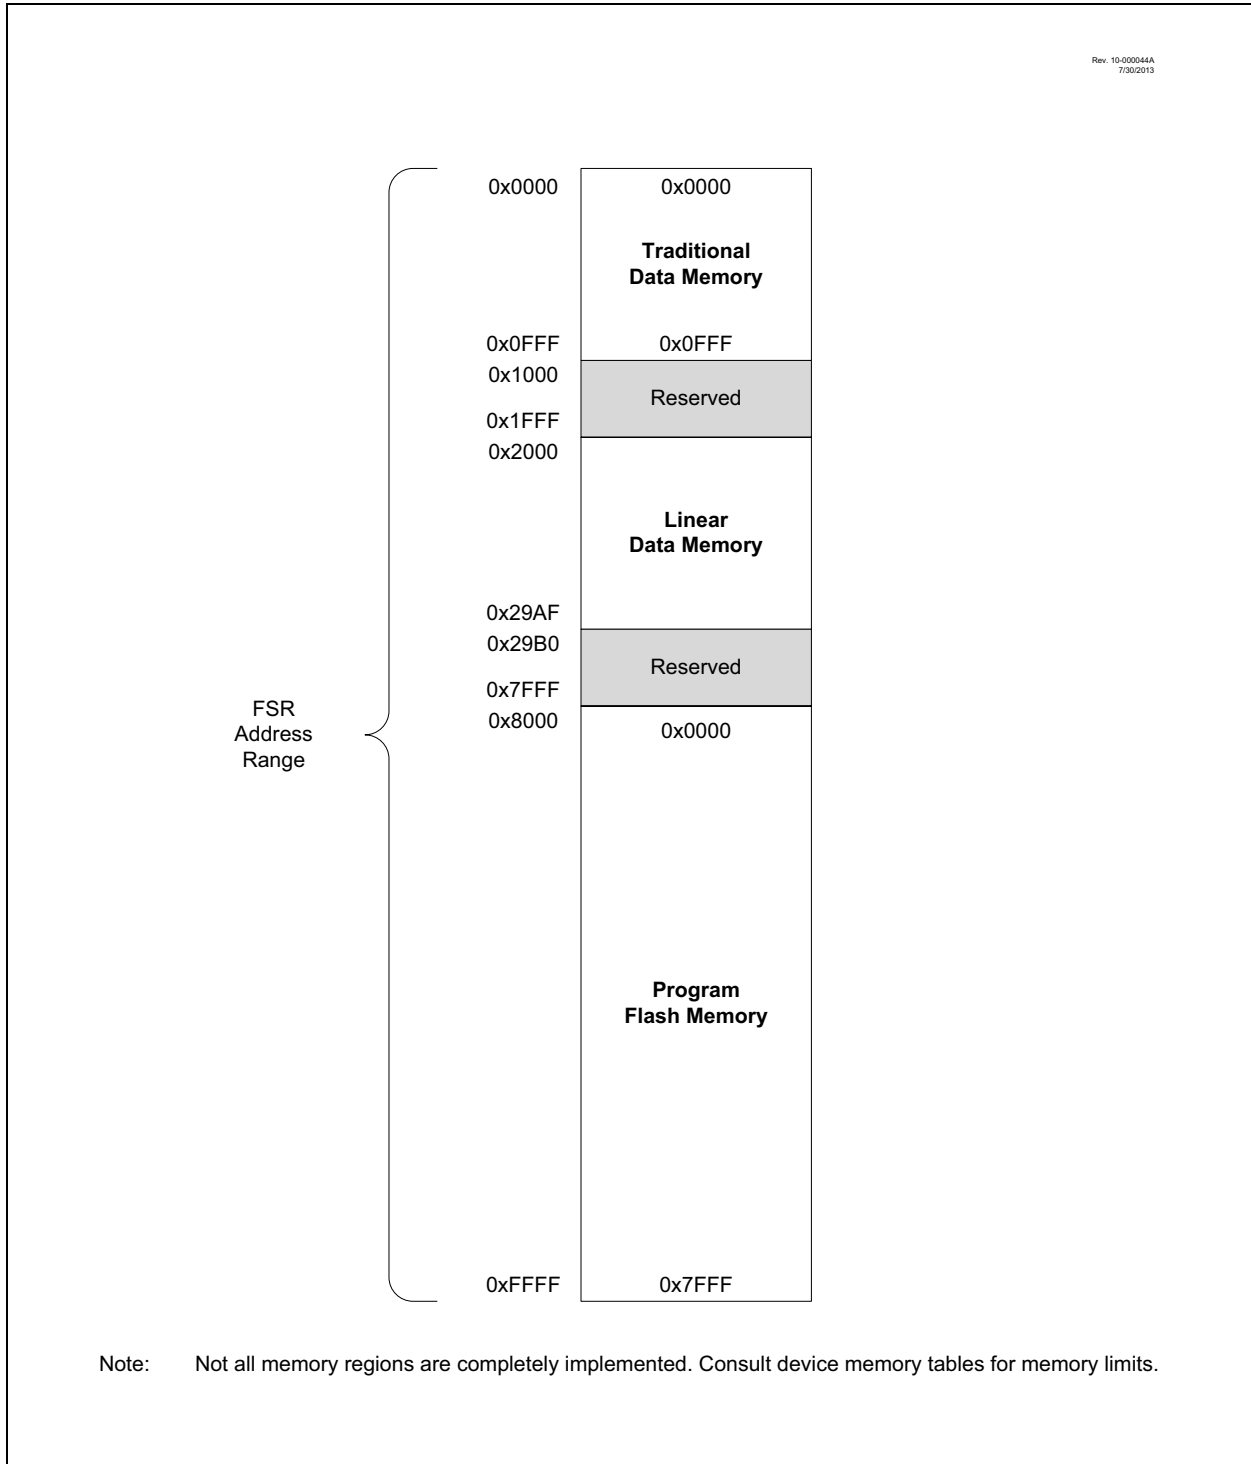 Rev. 10-000044A
7/30/2013
0x0000 0x0000
Traditional
Data Memory
0x0FFF 0x0FFF
0x1000
Reserved
0x1FFF
0x2000
Linear
Data Memory
0x29AF
0x29B0
Reserved
0x7FFF
0x8000 0x0000
FSR
Address
Range
Program
Flash Memory
0xFFFF 0x7FFF
Note: Not all memory regions are completely implemented. Consult device memory tables for memory limits.